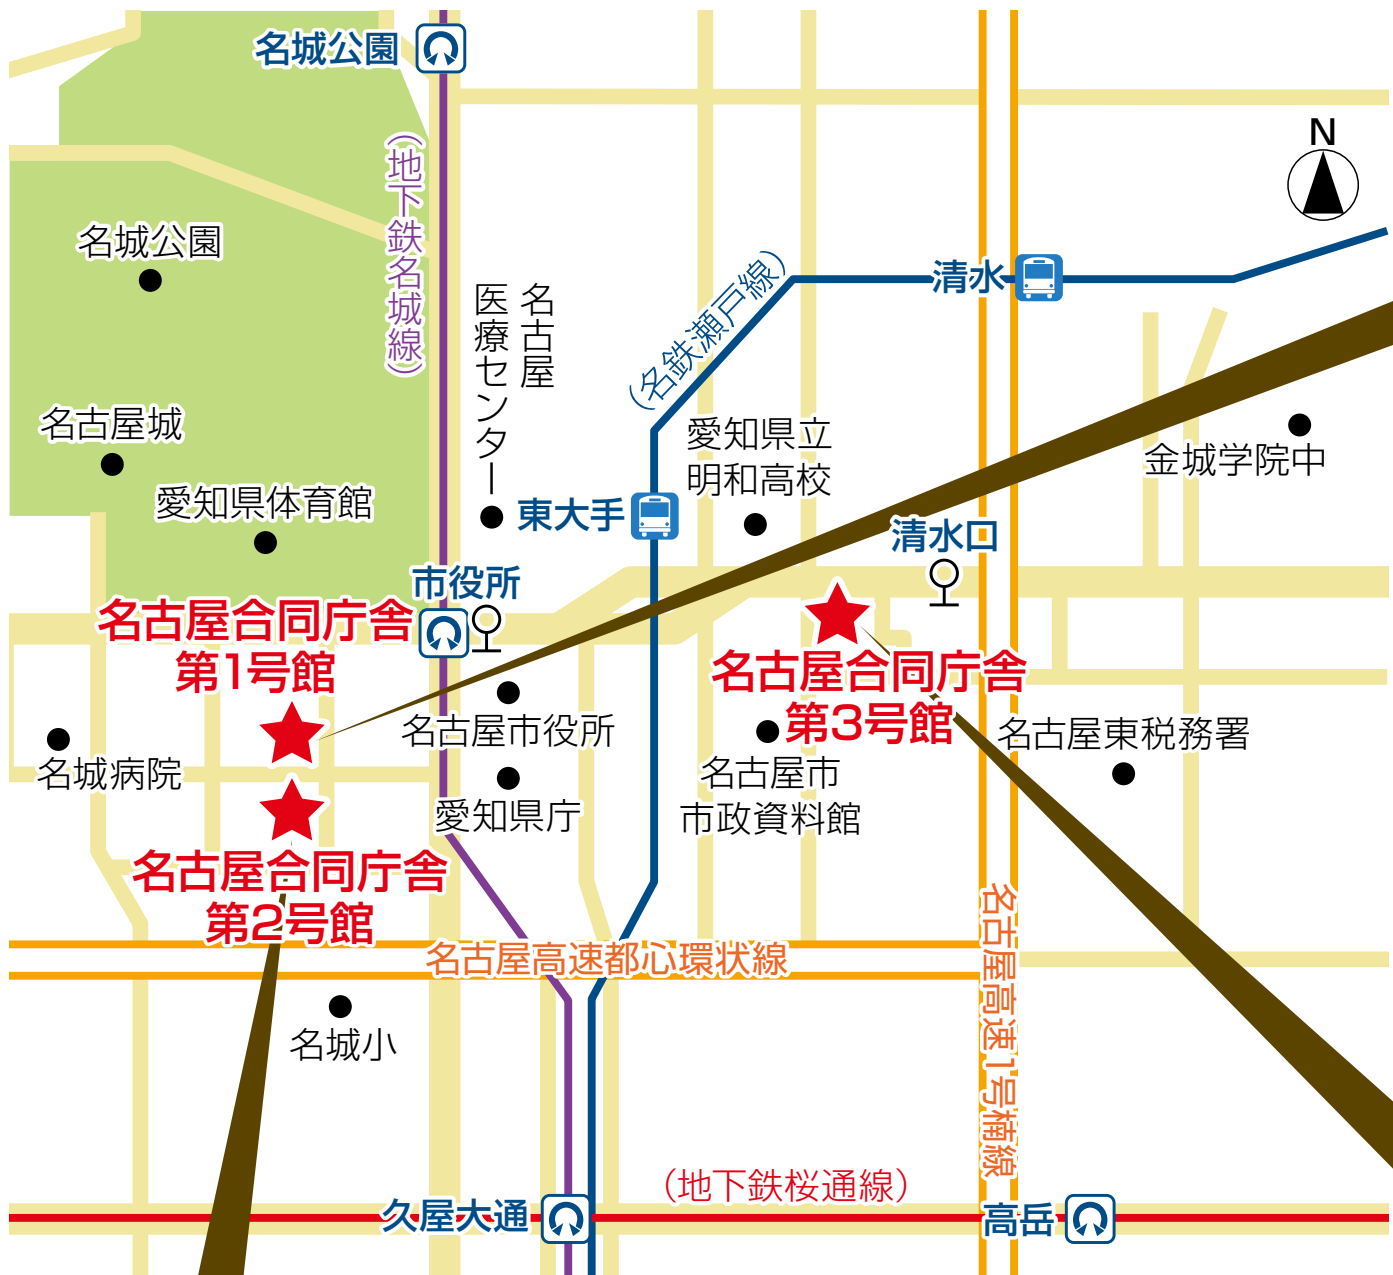 名城公園
N
(地下鉄名城線)
名城公園
清水
(名鉄瀬戸線)
名古屋
医療センター
名古屋城
愛知県立
明和高校
金城学院中
愛知県体育館
東大手
清水口
市役所
名古屋合同庁舎
第1号館
名古屋合同庁舎
第3号館
名古屋市役所
名古屋東税務署
名城病院
名古屋市
市政資料館
愛知県庁
名古屋合同庁舎
第2号館
名古屋高速都心環状線
名古屋高速1号楠線
名城小
(地下鉄桜通線)
久屋大通
高岳